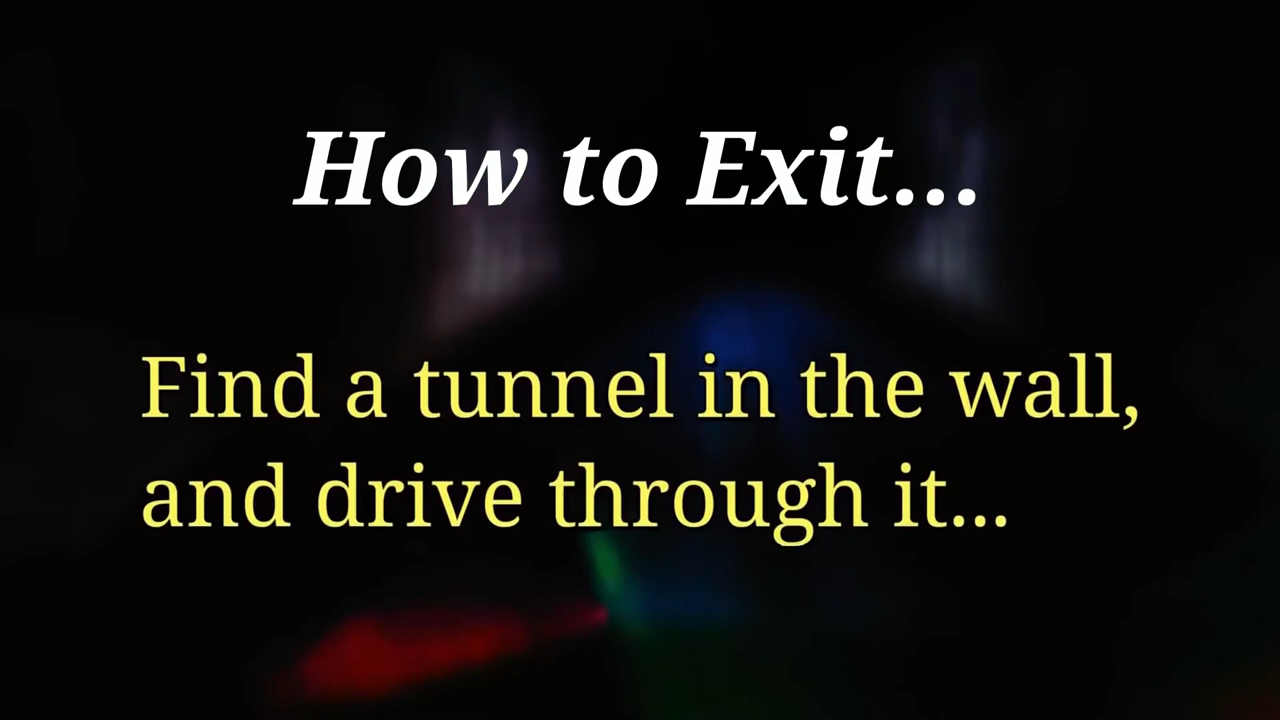 How to Exit...
Find a tunnel in the wall,
and drive through it...